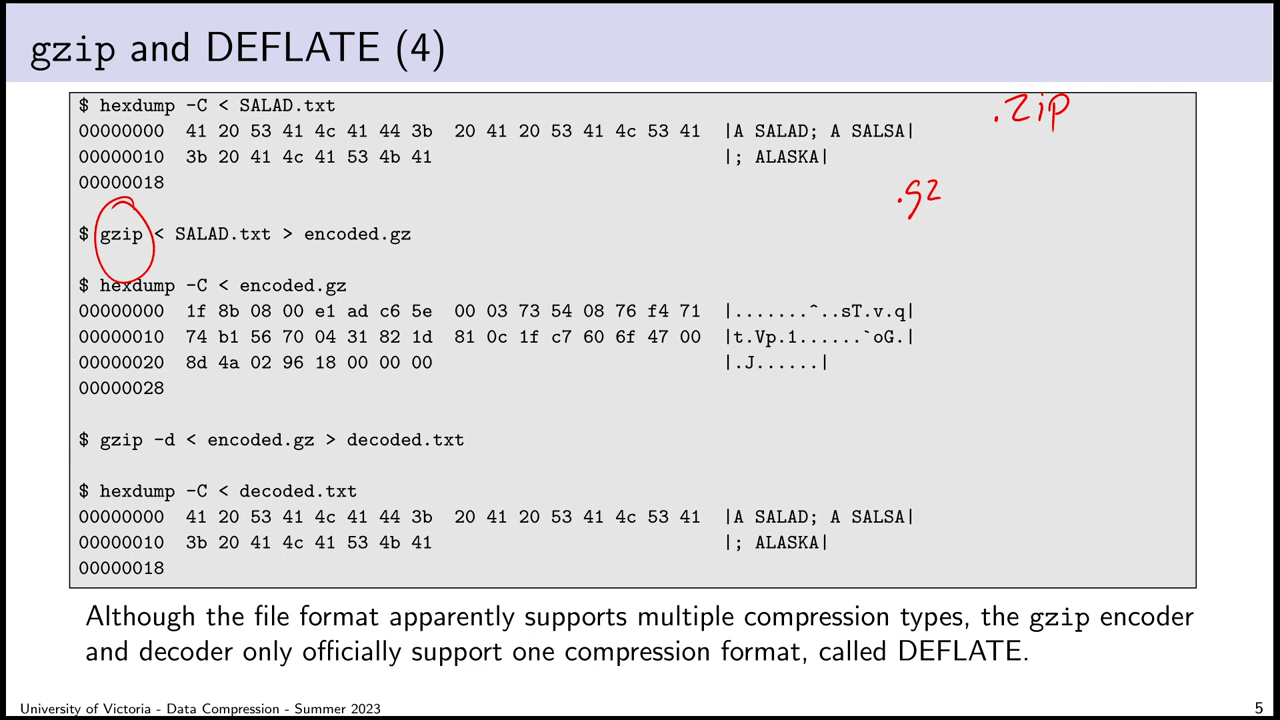 gzip and DEFLATE (4)
$ hexdump -C < SALAD.txt
.zip
00000000  41 20 53 41 4c 41 44 3b  20 41 20 53 41 4c 53 41  |A SALAD; A SALSA|
00000010  3b 20 41 4c 41 53 4b 41                           |; ALASKA|
00000018
.gz
$ gzip < SALAD.txt > encoded.gz
$ hexdump -C < encoded.gz
00000000  1f 8b 08 00 e1 ad c6 5e  00 03 73 54 08 76 f4 71  |.......^..sT.v.q|
00000010  74 b1 56 70 04 31 82 1d  81 0c 1f c7 60 6f 47 00  |t.Vp.1......`oG.|
00000020  8d 4a 02 96 18 00 00 00                           |.J......|
00000028
$ gzip -d < encoded.gz > decoded.txt
$ hexdump -C < decoded.txt
00000000  41 20 53 41 4c 41 44 3b  20 41 20 53 41 4c 53 41  |A SALAD; A SALSA|
00000010  3b 20 41 4c 41 53 4b 41                           |; ALASKA|
00000018
Although the file format apparently supports multiple compression types, the gzip encoder
and decoder only officially support one compression format, called DEFLATE.
University of Victoria - Data Compression - Summer 2023
5